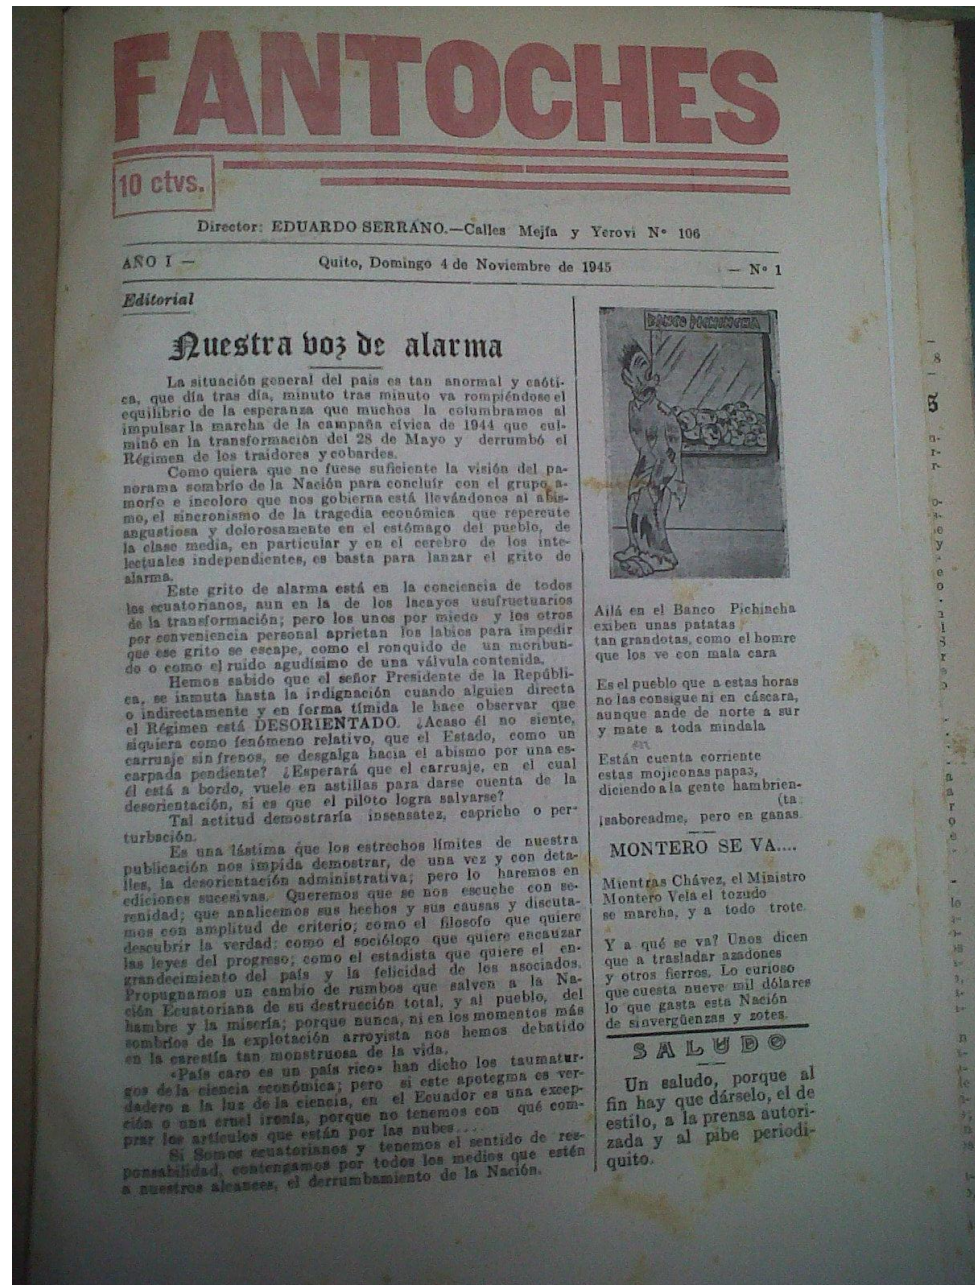 FANTOCHES
10 ctvs.
Director: EDUARDO SERRANO.—Calles Mejía y Yerovi Nº 106
AÑO I — Quito, Domingo 4 de Noviembre de 1945 — Nº 1
Editorial
Nuestra voz de alarma
La situación general del país es tan anormal y caóti-
ca, que día tras día, minuto tras minuto va rompiéndose el
equilibrio de la esperanza que muchos la columbramos al
impulsar la marcha de la campaña cívica de 1944 que cul-
minó en la transformación del 28 de Mayo y derrumbó el
Régimen de los traidores y cobardes.
Como quiera que no fuese suficiente la visión del pa-
norama sombrío de la Nación para concluír con el grupo a-
morfo e incoloro que nos gobierna está llevándonos al abis-
mo, el sincronismo de la tragedia económica que repercute
angustiosa y dolorosamente en el estómago del pueblo, de
la clase media, en particular y en el cerebro de los inte-
lectuales independientes, es basta para lanzar el grito de
alarma.
Este grito de alarma está en la conciencia de todos
los ecuatorianos, aun en la de los lacayos usufructuarios
de la transformación; pero los unos por miedo y los otros
por conveniencia personal aprietan los labios para impedir
que ese grito se escape, como el ronquido de un moribun-
do o como el ruido agudísimo de una válvula contenida.
Hemos sabido que el señor Presidente de la Repúbli-
ca, se inmuta hasta la indignación cuando alguien directa
o indirectamente y en forma tímida le hace observar que
el Régimen está DESORIENTADO. ¿Acaso él no siente,
siquiera como fenómeno relativo, que el Estado, como un
carruaje sin frenos, se desgalga hacia el abismo por una es-
carpada pendiente? ¿Esperará que el carruaje, en el cual
él está a bordo, vuele en astillas para darse cuenta de la
desorientación, si es que el piloto logra salvarse?
Tal actitud demostraría insensatez, capricho o per-
turbación.
Es una lástima que los estrechos límites de nuestra
publicación nos impida demostrar, de una vez y con deta-
lles, la desorientación administrativa; pero lo haremos en
ediciones sucesivas. Queremos que se nos escuche con se-
renidad; que analicemos sus hechos y sus causas y discuta-
mos con amplitud de criterio; como el filosofo que quiere
descubrir la verdad; como el sociólogo que quiere encauzar
las leyes del progreso; como el estadista que quiere el en-
grandecimiento del país y la felicidad de los asociados.
Propugnamos un cambio de rumbos que salven a la Na-
ción Ecuatoriana de su destrucción total, y al pueblo, del
hambre y la miseria; porque nunca, ni en los momentos más
sombríos de la explotación arroyista nos hemos debatido
en la carestía tan monstruosa de la vida.
«País caro es un país rico» han dicho los taumatur-
gos de la ciencia económica; pero si este apotegma es ver-
dadero a la luz de la ciencia, en el Ecuador es una excep-
ción o una cruel ironía, porque no tenemos con qué com-
prar los artículos que están por las nubes...
Si Somos ecuatorianos y tenemos el sentido de res-
ponsabilidad, contengamos por todos los medios que estén
a nuestros alcances, el derrumbamiento de la Nación.
BANCO PICHINCHA
Allá en el Banco Pichincha
exiben unas patatas
tan grandotas, como el homre
que los ve con mala cara
Es el pueblo que a estas horas
no las consigue ni en cáscara,
aunque ande de norte a sur
y mate a toda mindala
en
Están cuenta corriente
estas mojiconas papas,
diciendo a la gente hambrien-
(ta
¡saboreadme, pero en ganas.
MONTERO SE VA....
Mientras Chávez, el Ministro
Montero Vela el tozudo
se marcha, y a todo trote.
Y a qué se va? Unos dicen
que a trasladar azadones
y otros fierros. Lo curioso
que cuesta nueve mil dólares
lo que gasta esta Nación
de sinvergüenzas y zotes.
SALUDO
Un saludo, porque al
fin hay que dárselo, el de
estilo, a la prensa autori-
zada y al pibe periodi-
quito.